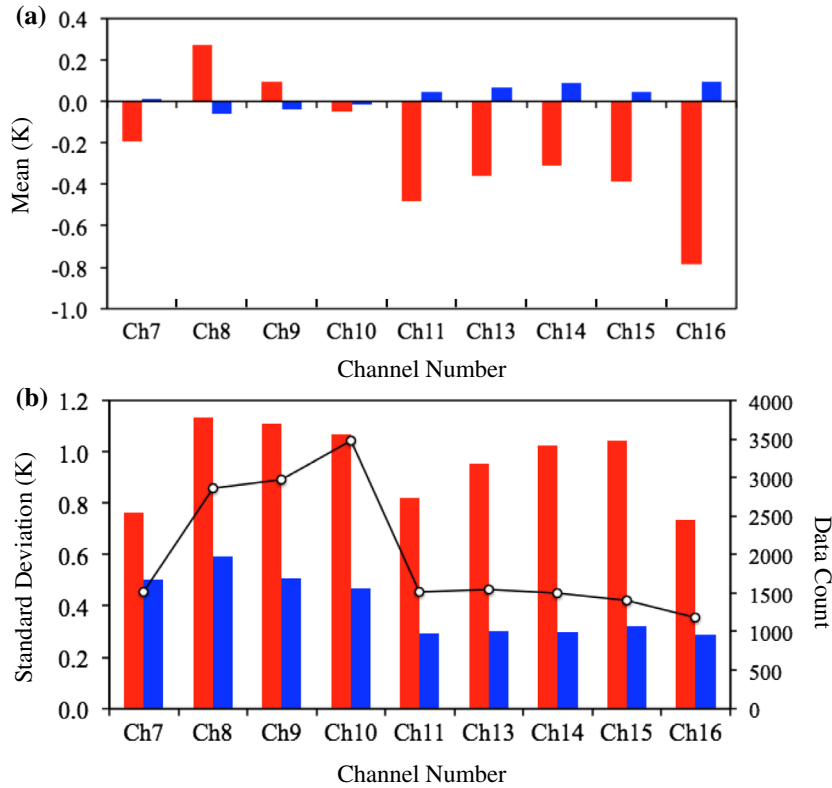 (a)
0.4
0.2
0.0
-0.2
-0.4
-0.6
-0.8
-1.0
Mean (K)
Ch7 Ch8 Ch9 Ch10 Ch11 Ch13 Ch14 Ch15 Ch16
Channel Number
(b)
1.2
1.0
0.8
0.6
0.4
0.2
0.0
Standard Deviation (K)
4000
3500
3000
2500
2000
1500
1000
500
0
Data Count
Ch7 Ch8 Ch9 Ch10 Ch11 Ch13 Ch14 Ch15 Ch16
Channel Number